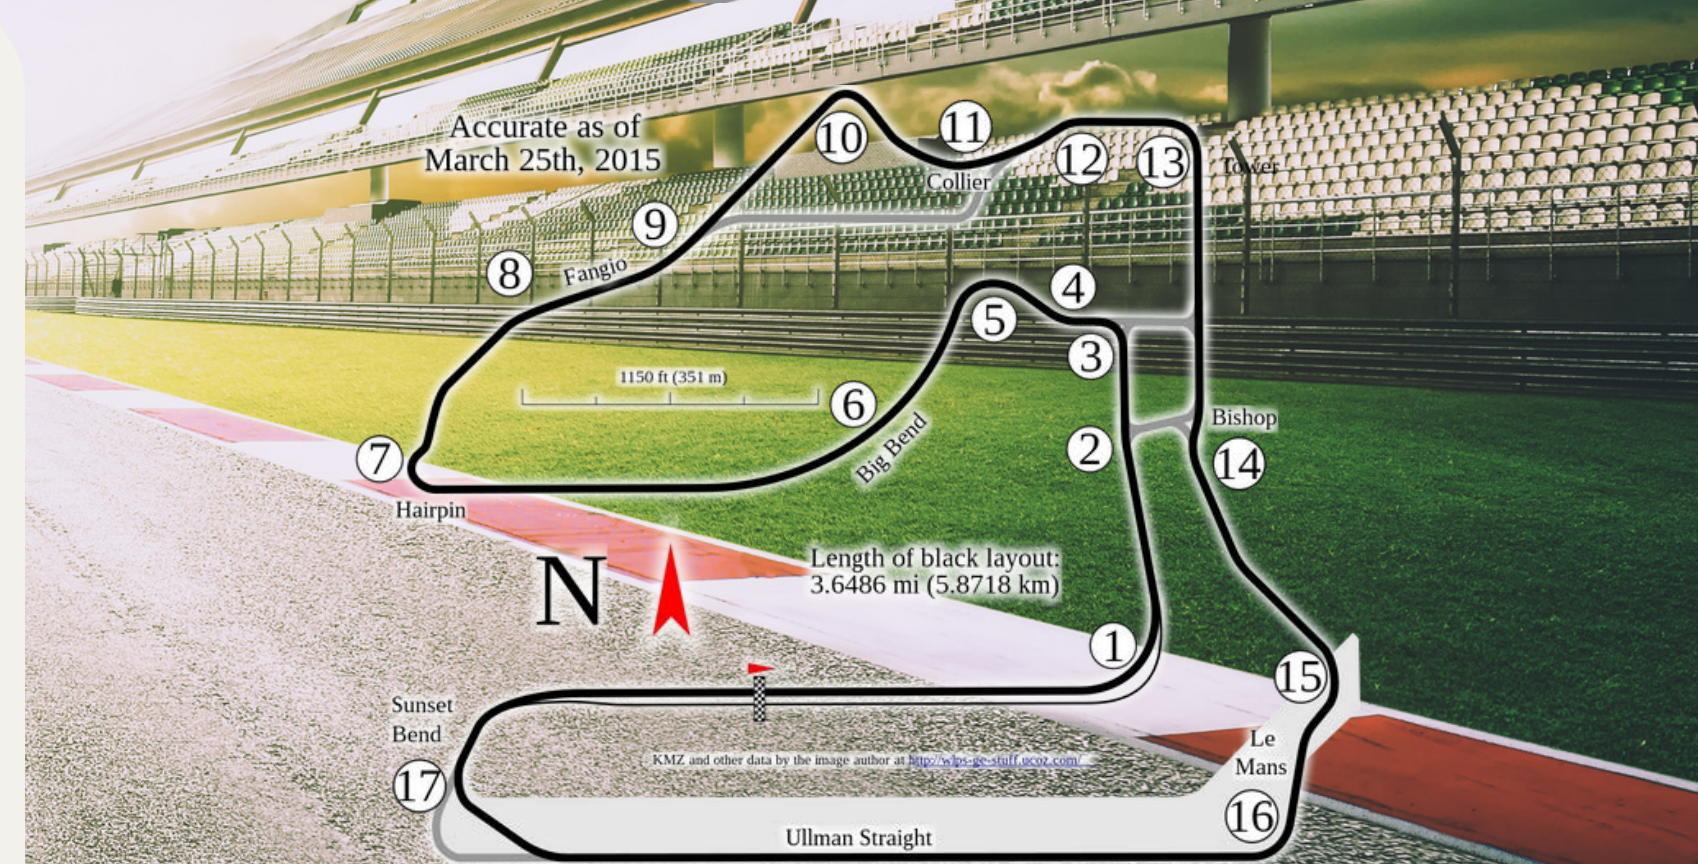 Accurate as of
March 25th, 2015
10
11
12
13
Tower
Collier
9
8
Fangio
4
5
3
1150 ft (351 m)
6
Big Bend
2
Bishop
14
7
Hairpin
N
Length of black layout:
3.6486 mi (5.8718 km)
1
15
Sunset
Bend
17
KMZ and other data by the image author at http://wlps-ge-stuff.ucoz.com/
Le
Mans
16
Ullman Straight